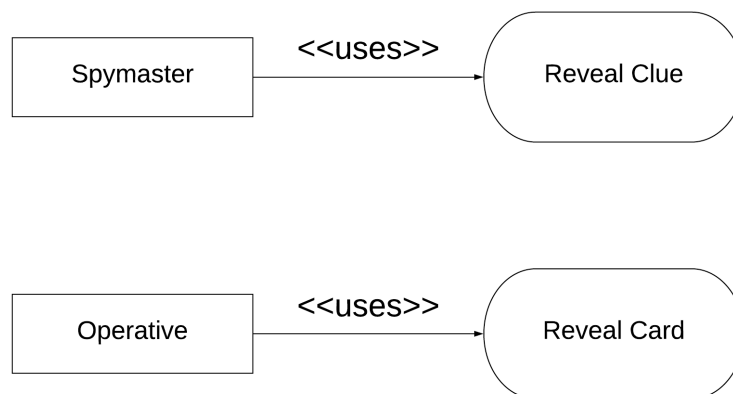 Spymaster
<<uses>>
Reveal Clue
Operative
<<uses>>
Reveal Card